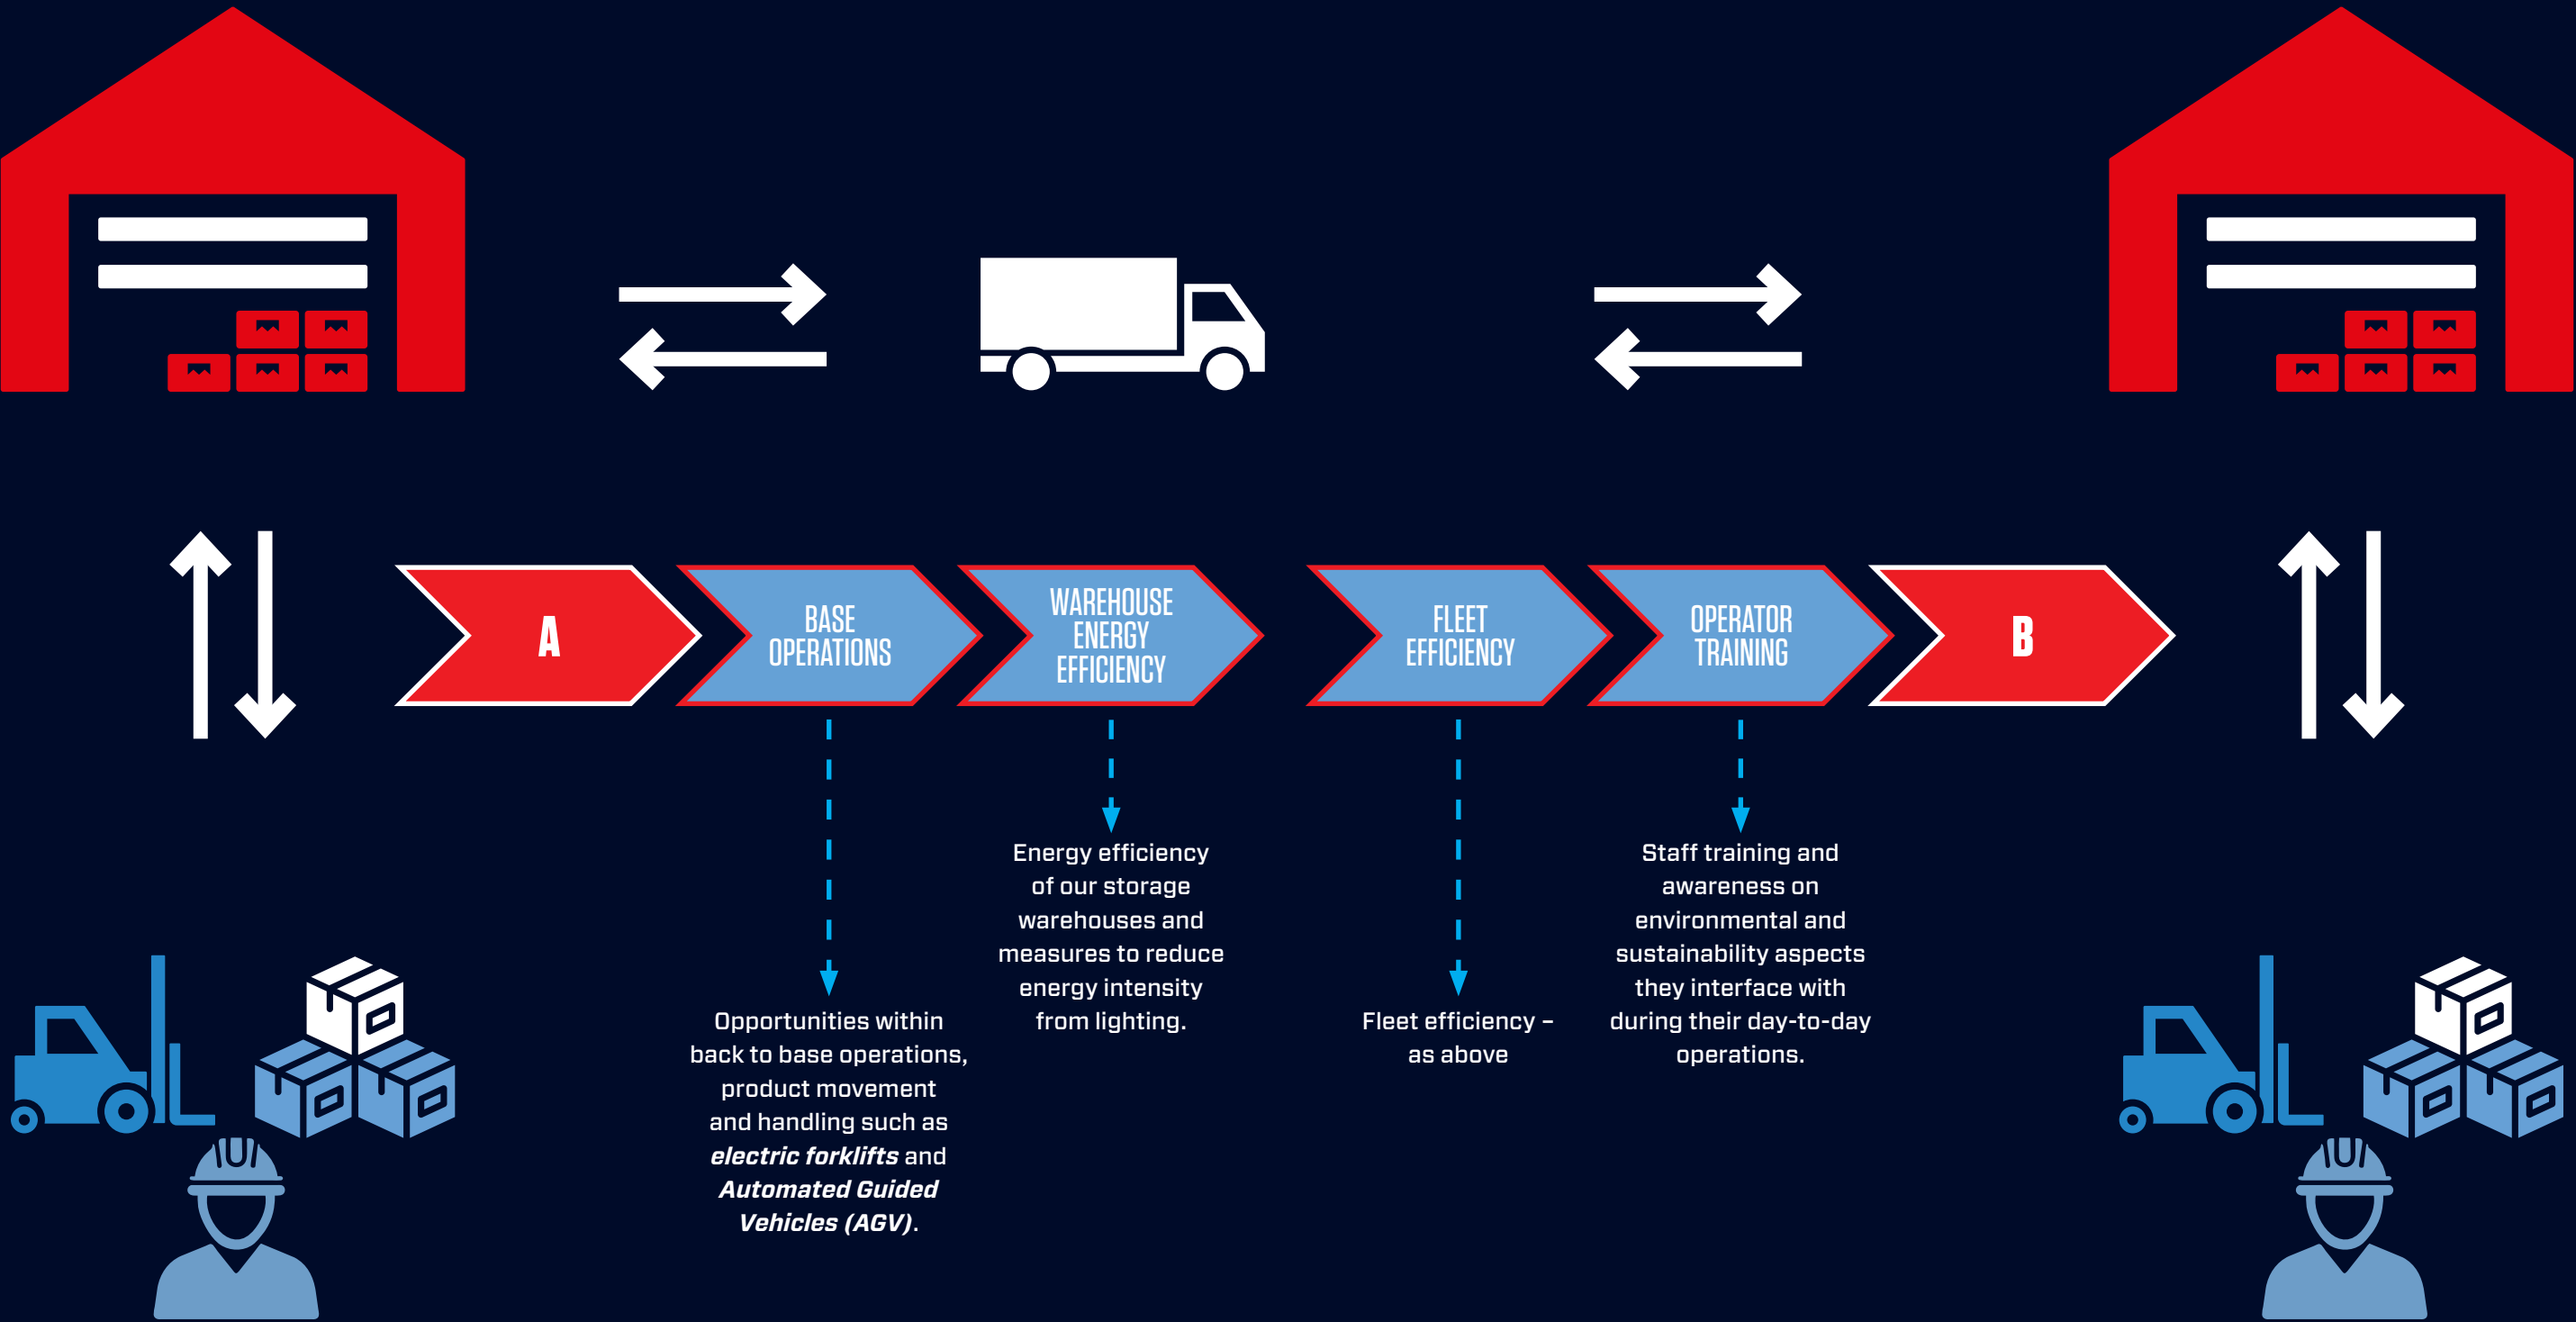 A
BASE
OPERATIONS
WAREHOUSE
ENERGY
EFFICIENCY
FLEET
EFFICIENCY
OPERATOR
TRAINING
B
Opportunities within
back to base operations,
product movement
and handling such as
electric forklifts and
Automated Guided
Vehicles (AGV).
Energy efficiency
of our storage
warehouses and
measures to reduce
energy intensity
from lighting.
Fleet efficiency –
as above
Staff training and
awareness on
environmental and
sustainability aspects
they interface with
during their day-to-day
operations.